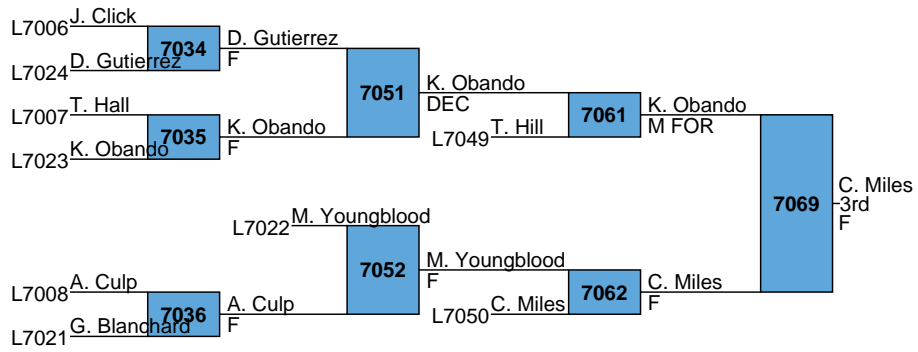 J. Click
L7006
7034
D. Gutierrez
F
L7024
D. Gutierrez
7051
K. Obando
DEC
T. Hall
L7007
7035
K. Obando
F
L7023
K. Obando
T. Hill
L7049
7061
K. Obando
M FOR
7069
C. Miles
3rd
F
M. Youngblood
L7022
7052
M. Youngblood
F
A. Culp
L7008
7036
A. Culp
F
G. Blanchard
L7021
C. Miles
L7050
7062
C. Miles
F